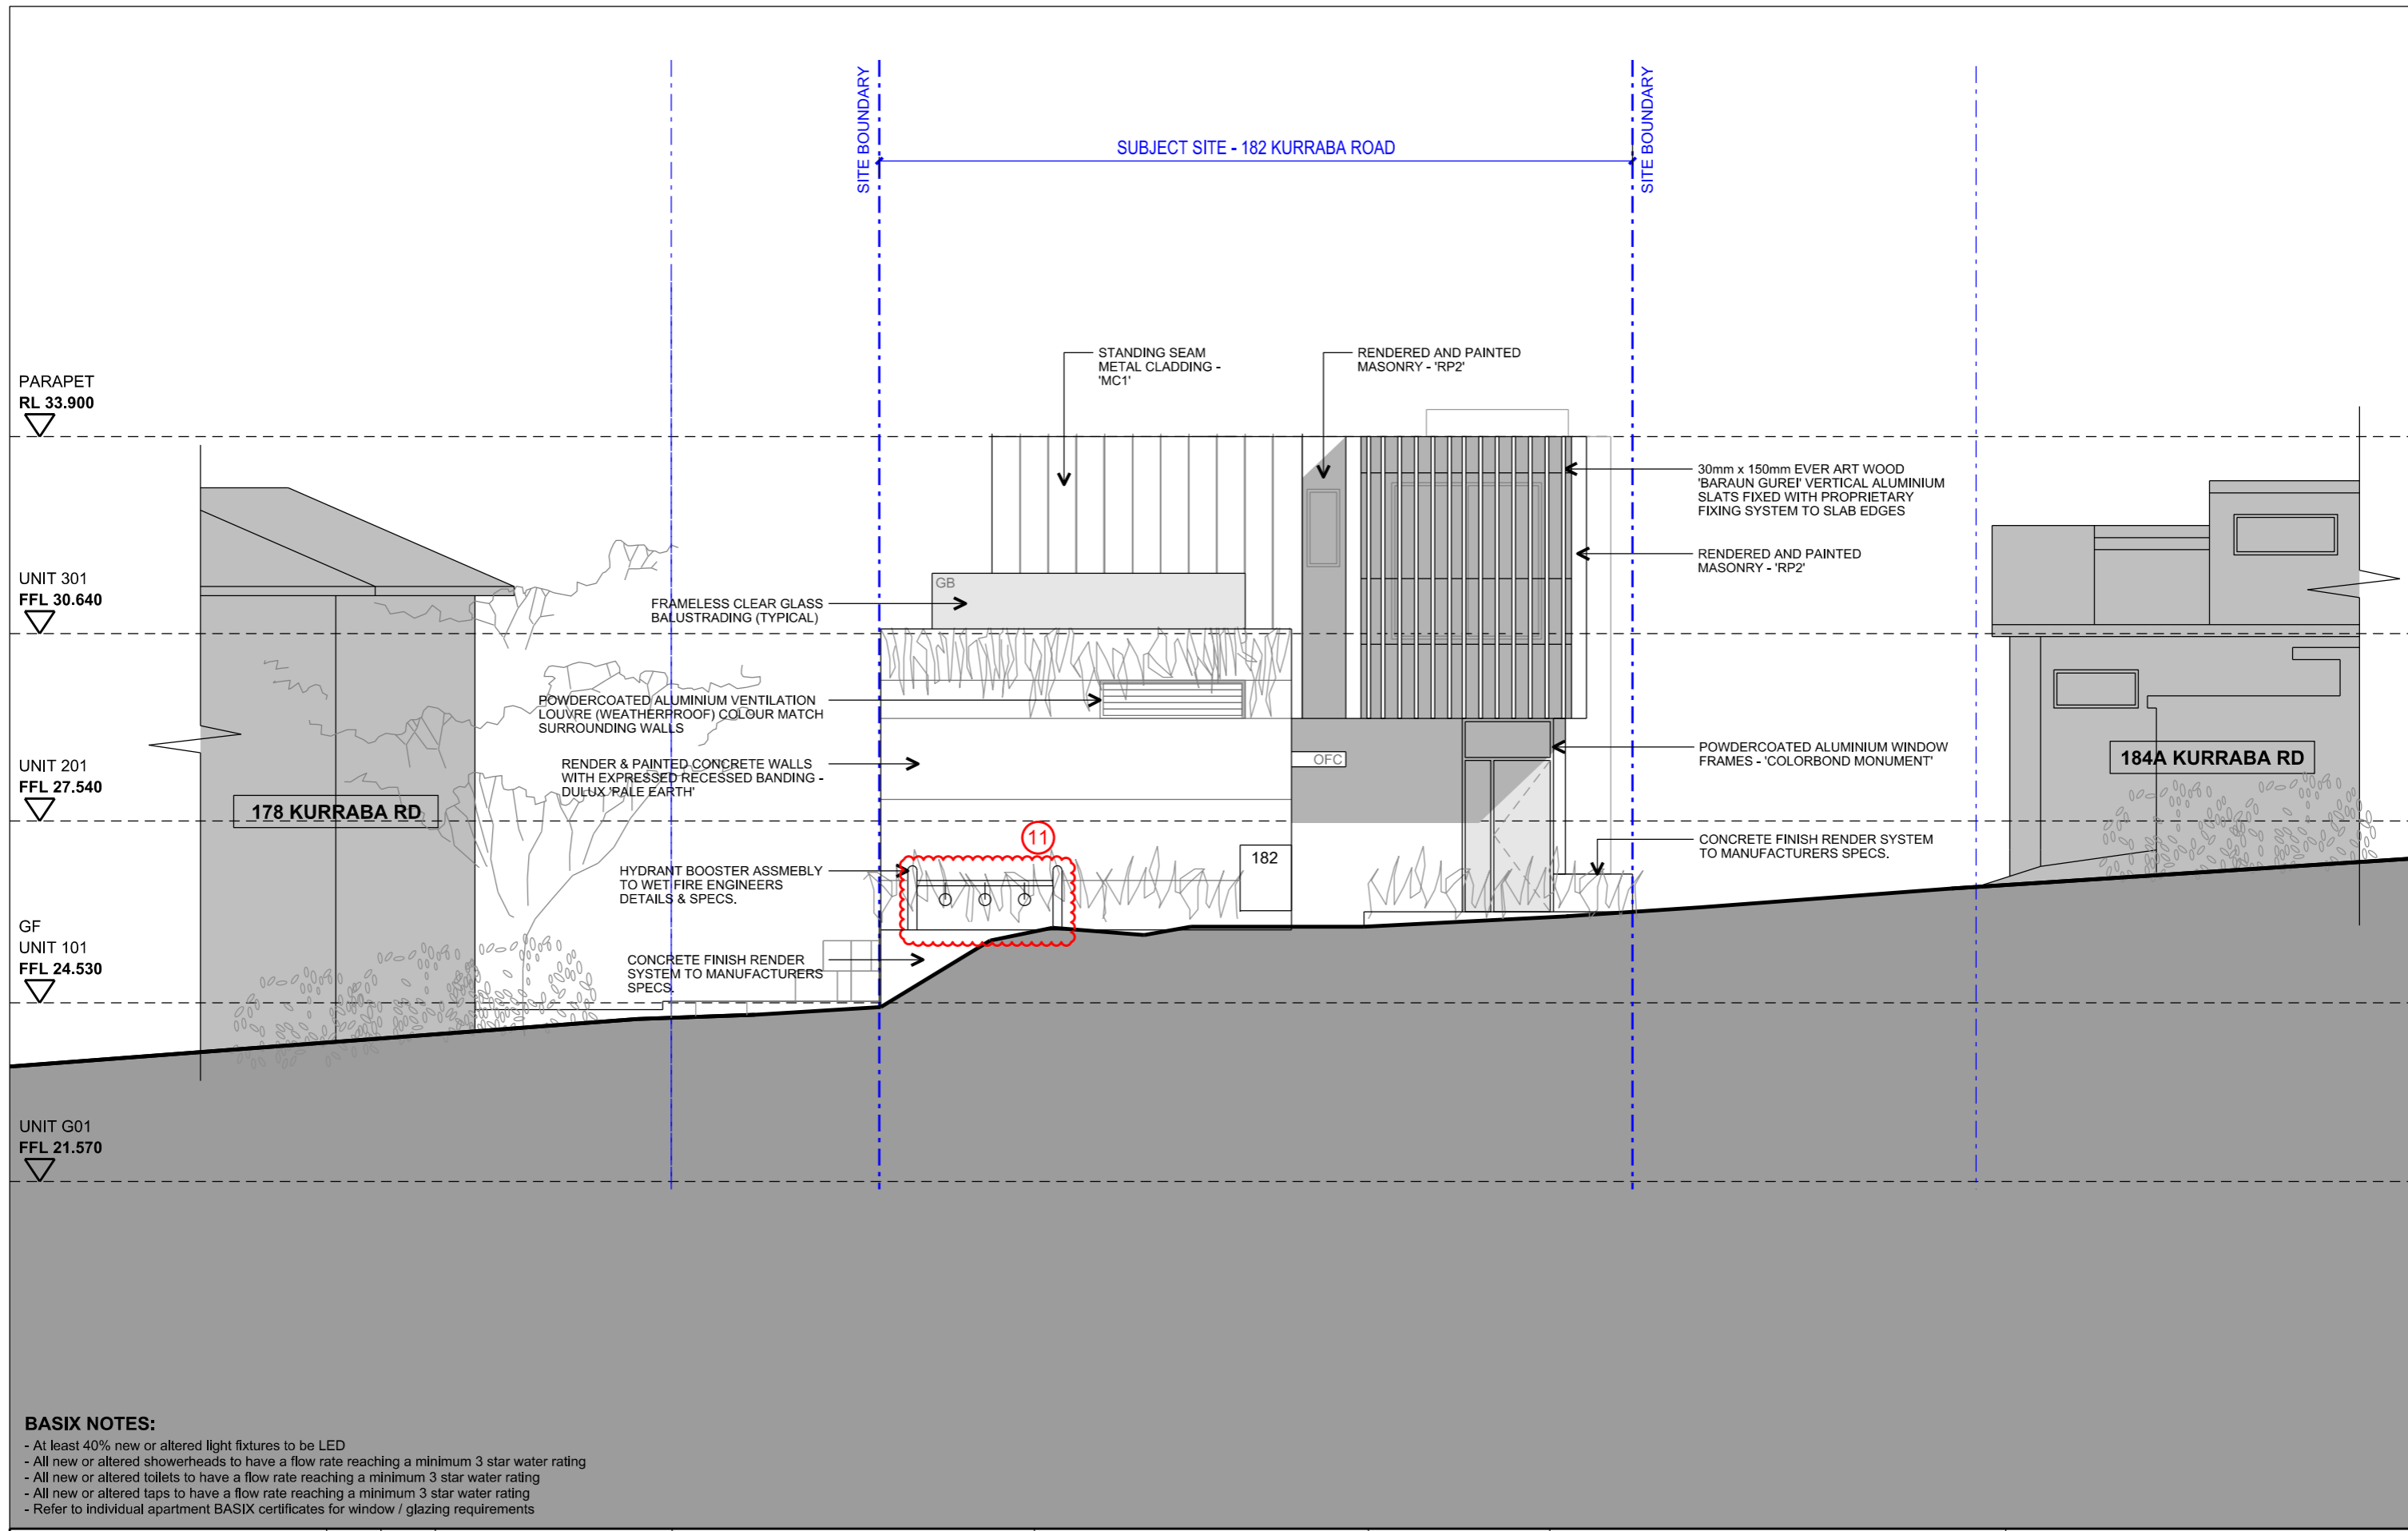 SITE BOUNDARY
SUBJECT SITE - 182 KURRABA ROAD
SITE BOUNDARY
STANDING SEAM
METAL CLADDING -
'MC1'
RENDERED AND PAINTED
MASONRY - 'RP2'
PARAPET
RL 33.900
30mm x 150mm EVER ART WOOD
'BARAUN GUREI' VERTICAL ALUMINIUM
SLATS FIXED WITH PROPRIETARY
FIXING SYSTEM TO SLAB EDGES
RENDERED AND PAINTED
MASONRY - 'RP2'
UNIT 301
FFL 30.640
GB
FRAMELESS CLEAR GLASS
BALUSTRADING (TYPICAL)
POWDERCOATED ALUMINIUM VENTILATION
LOUVRE (WEATHERPROOF) COLOUR MATCH
SURROUNDING WALLS
UNIT 201
FFL 27.540
RENDER & PAINTED CONCRETE WALLS
WITH EXPRESSED RECESSED BANDING -
DULUX 'PALE EARTH'
OFC
POWDERCOATED ALUMINIUM WINDOW
FRAMES - 'COLORBOND MONUMENT'
184A KURRABA RD
178 KURRABA RD
11
182
CONCRETE FINISH RENDER SYSTEM
TO MANUFACTURERS SPECS.
HYDRANT BOOSTER ASSMEBLY
TO WET FIRE ENGINEERS
DETAILS & SPECS.
GF
UNIT 101
FFL 24.530
CONCRETE FINISH RENDER
SYSTEM TO MANUFACTURERS
SPECS.
UNIT G01
FFL 21.570
BASIX NOTES:
- At least 40% new or altered light fixtures to be LED
- All new or altered showerheads to have a flow rate reaching a minimum 3 star water rating
- All new or altered toilets to have a flow rate reaching a minimum 3 star water rating
- All new or altered taps to have a flow rate reaching a minimum 3 star water rating
- Refer to individual apartment BASIX certificates for window / glazing requirements